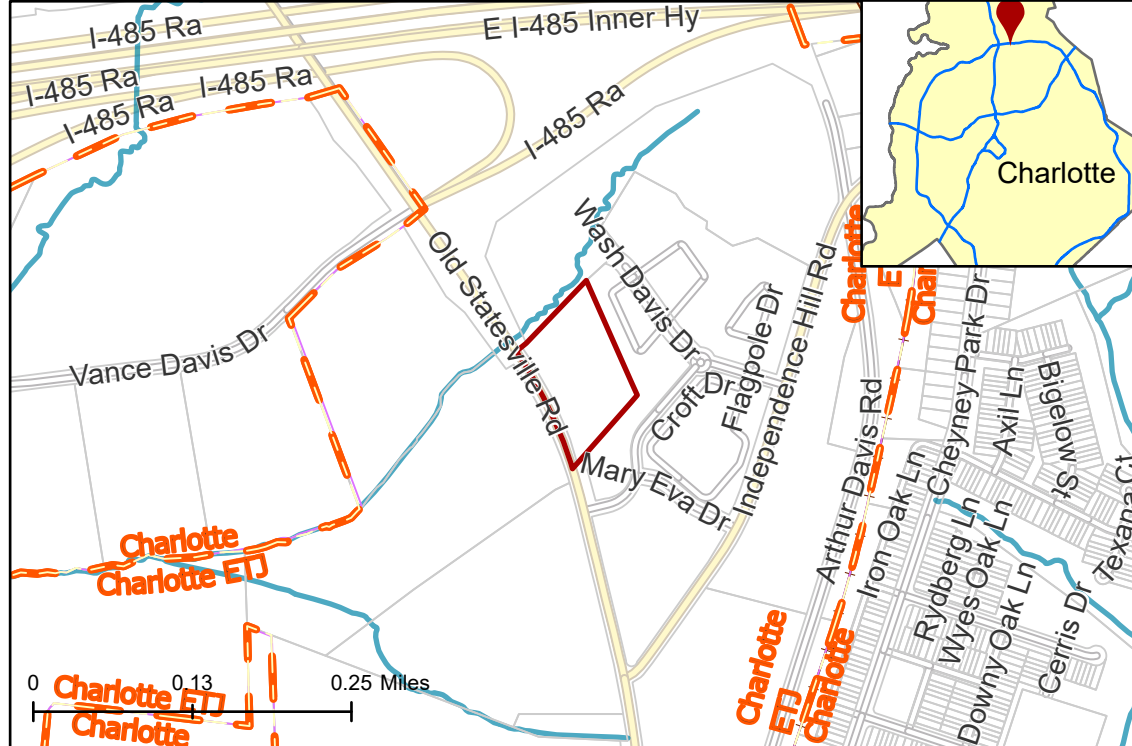 I-485 Ra
E I-485 Inner Hy
I-485 Ra
I-485 Ra
I-485 Ra
I-485 Ra
Charlotte
Old Statesville Rd
Wash Davis Dr
Vance Davis Dr
Croft Dr
Flagpole Dr
Independence Hill Rd
Mary Eva Dr
Charlotte
Arthur Davis Rd
Iron Oak Ln
Cheyney Park Dr
Axil Ln
Bigelow St
Rydberg Ln
Wyes Oak Ln
Downy Oak Ln
Cerris Dr
Charlotte
Charlotte ETJ
Charlotte ETJ
Charlotte
Charlotte
ETJ
Charlotte
0
0.13
0.25 Miles